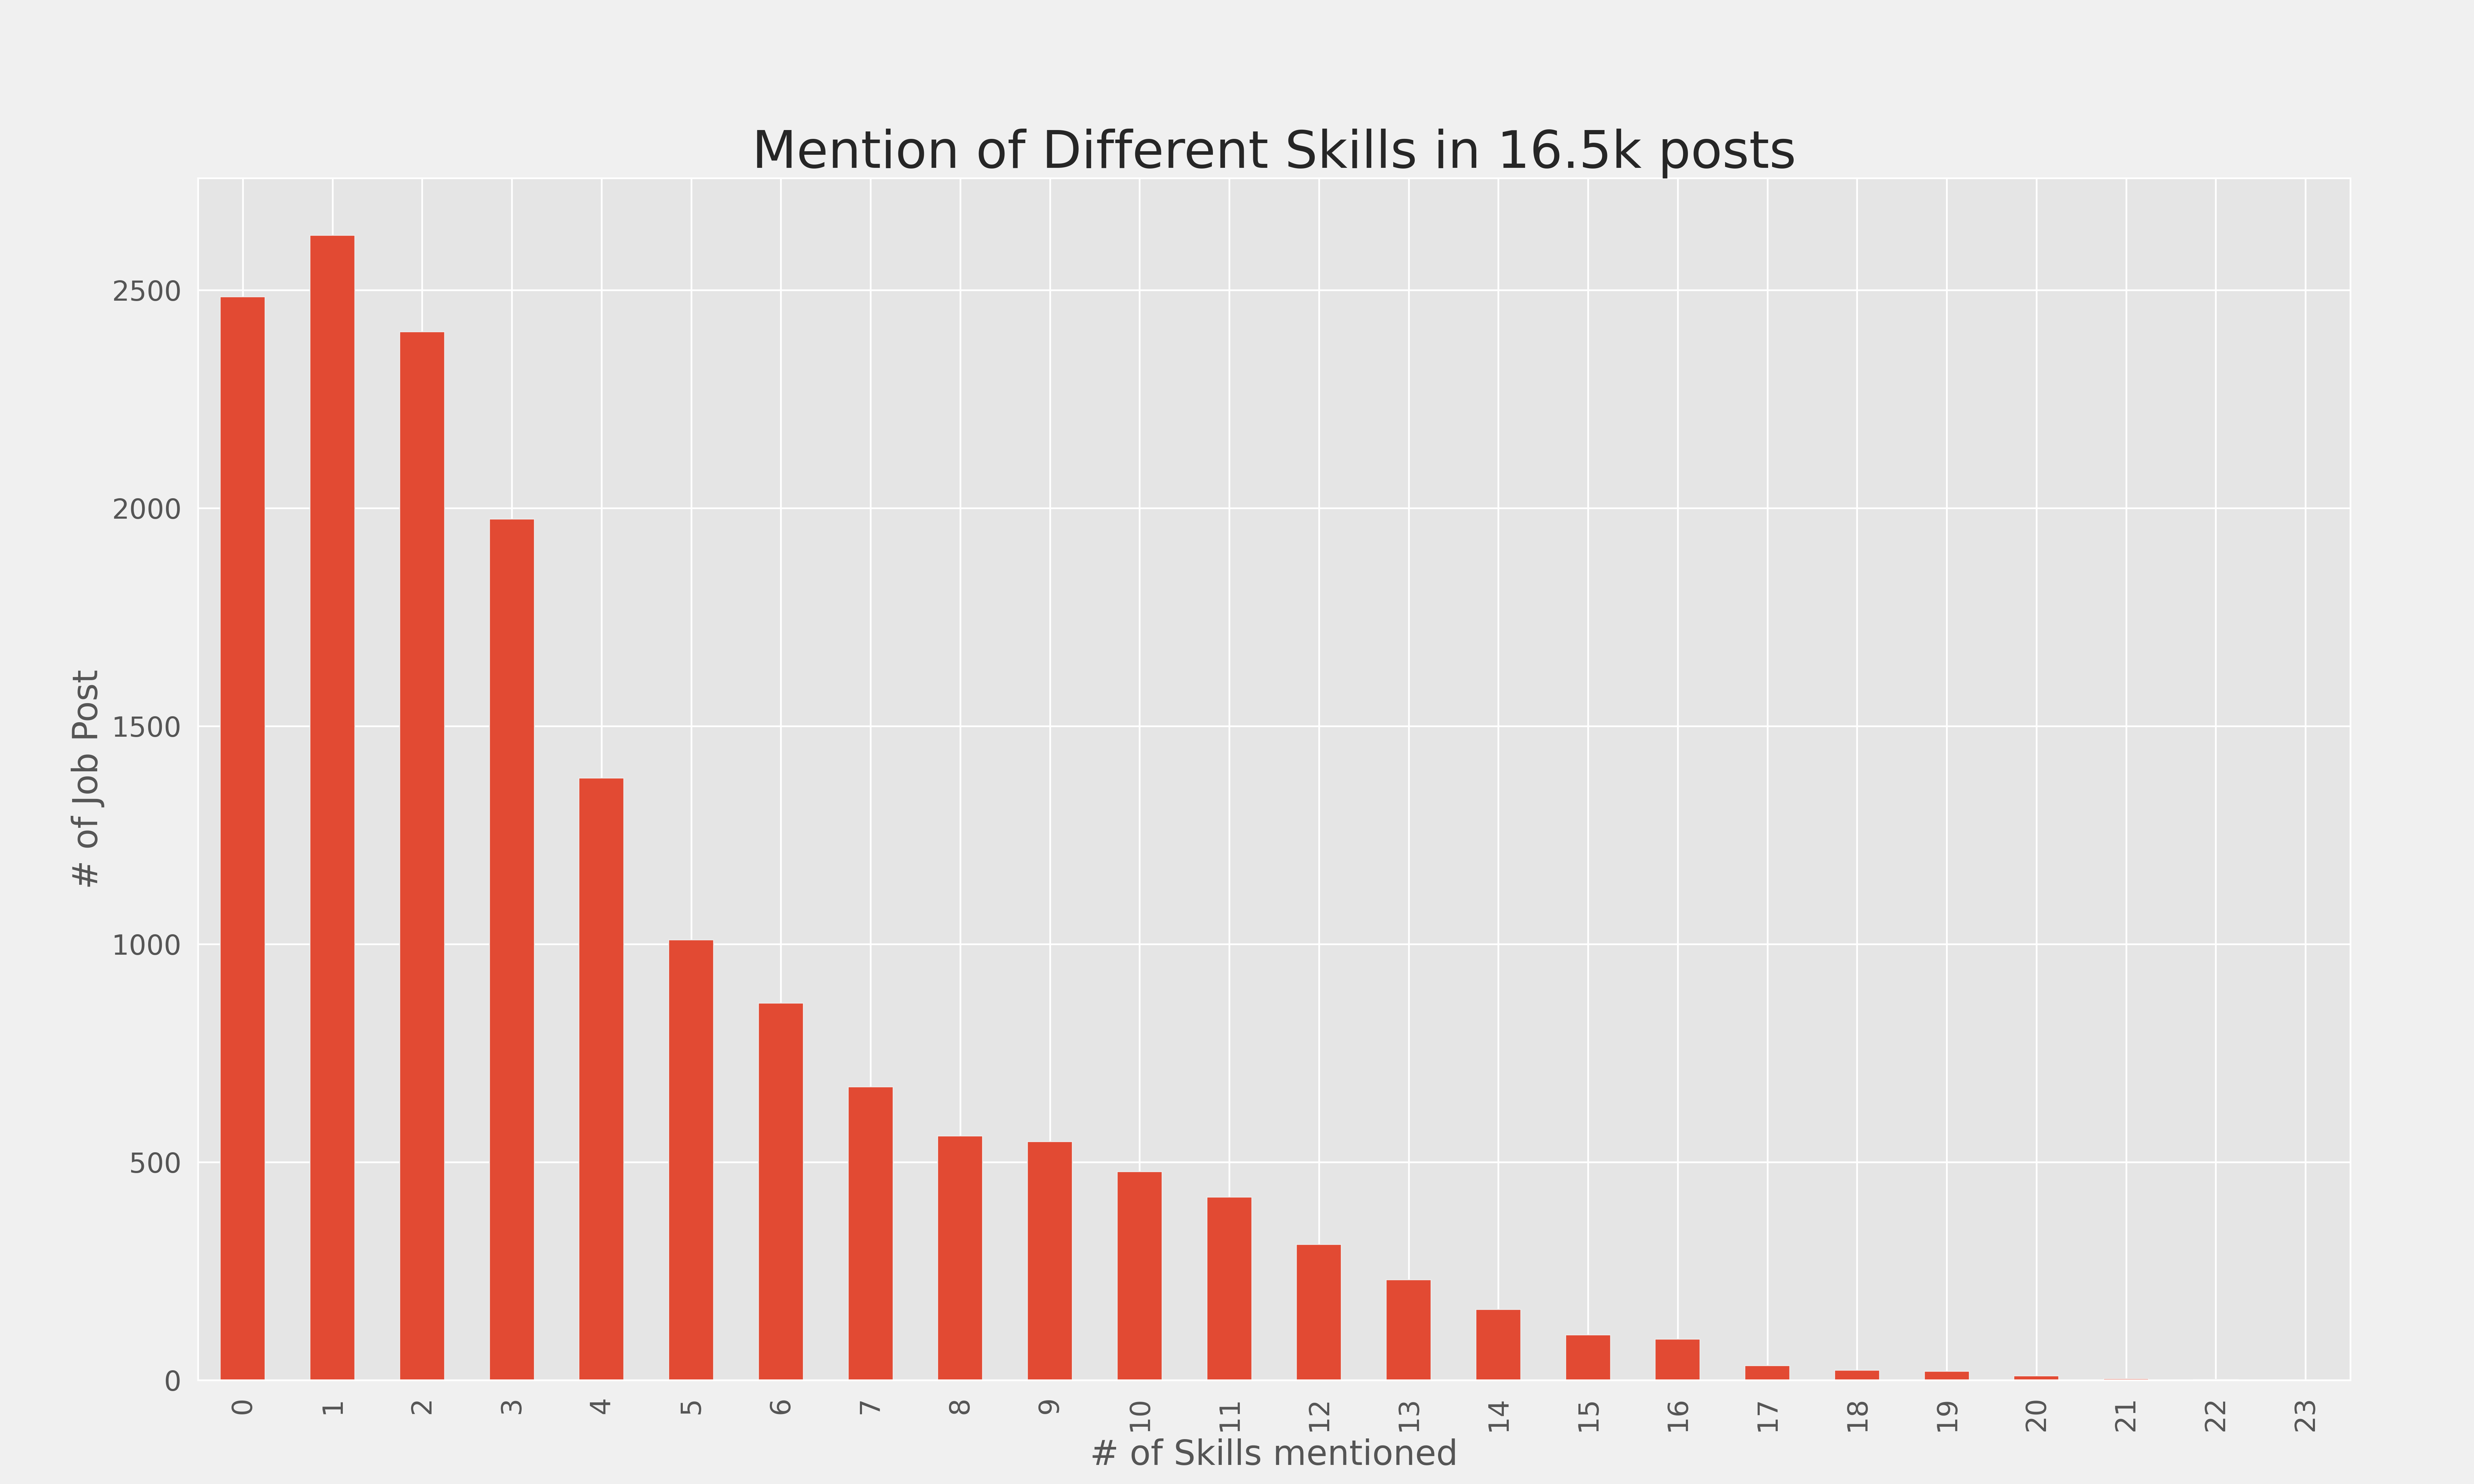 Mention of Different Skills in 16.5k posts
# of Job Post
2500
2000
1500
1000
500
0
0 1 2 3 4 5 6 7 8 9 10 11 12 13 14 15 16 17 18 19 20 21 22 23
# of Skills mentioned